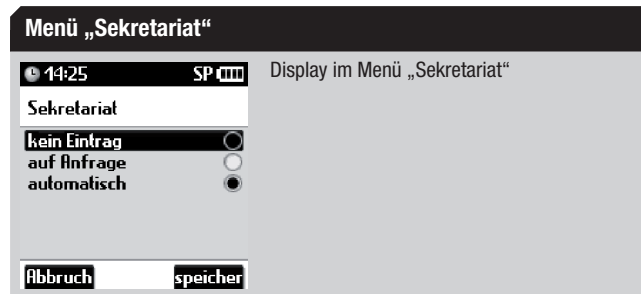 Menü „Sekretariat“
14:25 SP
Display im Menü „Sekretariat“
Sekretariat
kein Eintrag
auf Anfrage
automatisch
Abbruch speicher